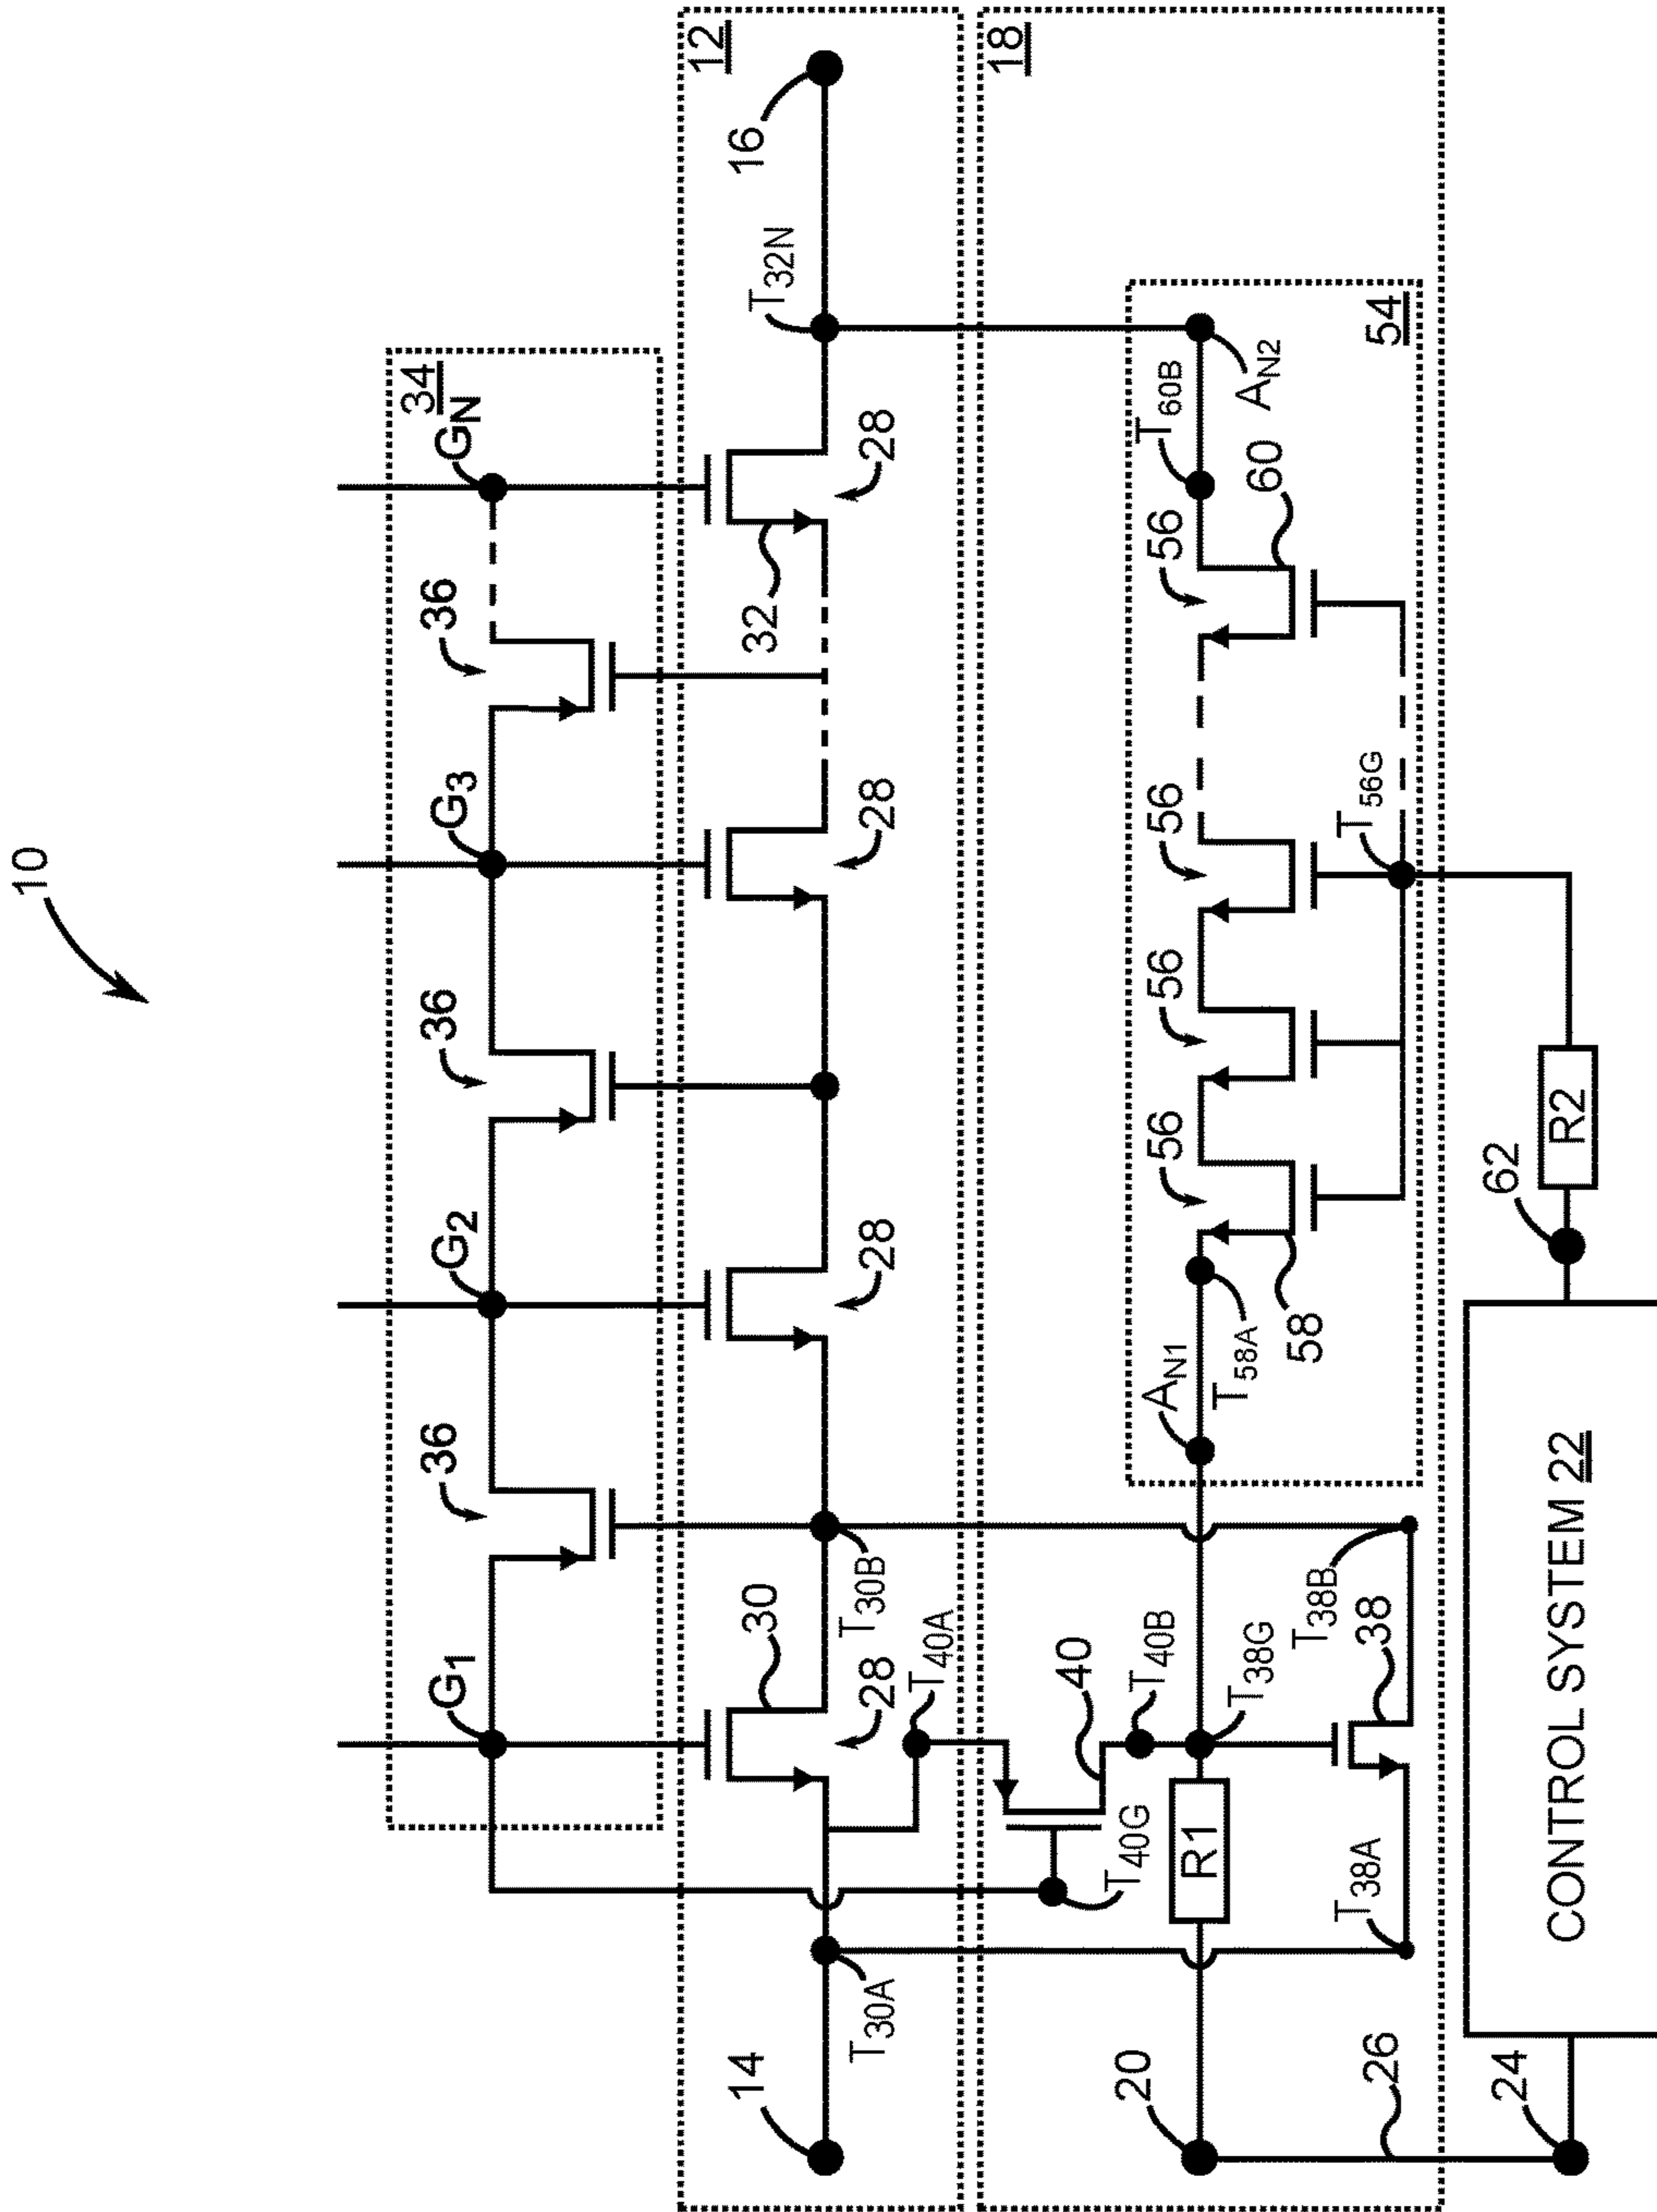 10
34
G1
G2
G3
GN
36
36
36
12
14
T30A
30
28
T30B
28
28
32
28
T32N
16
18
T40A
40
T40G
T40B
20
R1
T38G
T38A
38
T38B
AN1
T58A
58
56
56
56
56
60
T60B
AN2
T56G
54
26
24
CONTROL SYSTEM 22
62
R2